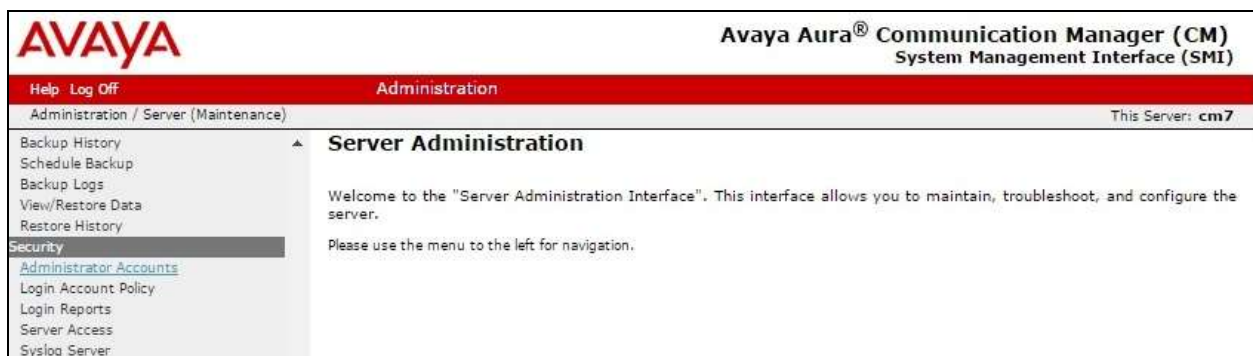 AVAYA
Avaya Aura® Communication Manager (CM)
System Management Interface (SMI)
Help Log Off
Administration
Administration / Server (Maintenance)
This Server: cm7
Backup History
Schedule Backup
Backup Logs
View/Restore Data
Restore History
Security
Administrator Accounts
Login Account Policy
Login Reports
Server Access
Syslog Server
Server Administration
Welcome to the "Server Administration Interface". This interface allows you to maintain, troubleshoot, and configure the
server.
Please use the menu to the left for navigation.